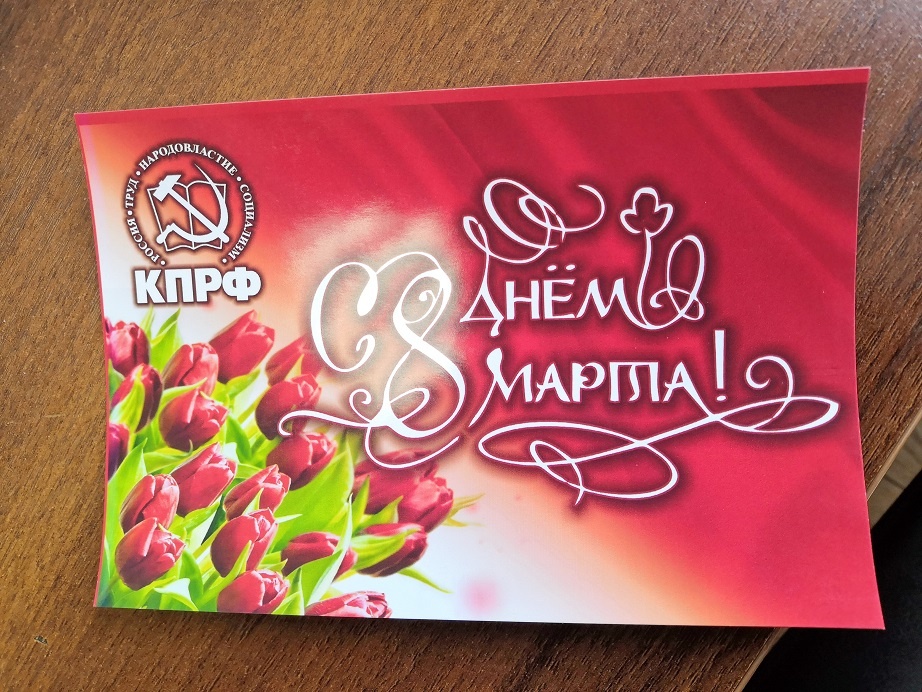 РОССИЯ • ТРУД • НАРОДОВЛАСТИЕ • СОЦИАЛИЗМ •
КПРФ
С ДНЁМ
8 МАРТА!